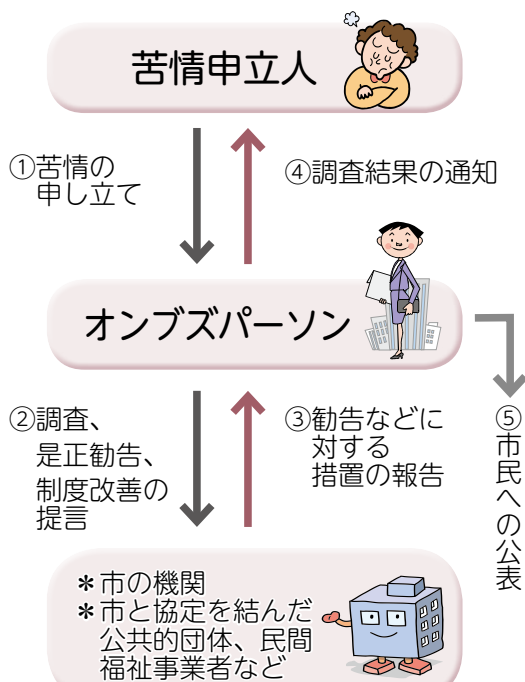 苦情申立人
①苦情の
申し立て
④調査結果の通知
オンブズパーソン
②調査、
是正勧告、
制度改善の
提言
③勧告などに
対する
措置の報告
⑤市民への公表
＊市の機関
＊市と協定を結んだ
公共的団体、民間
福祉事業者など